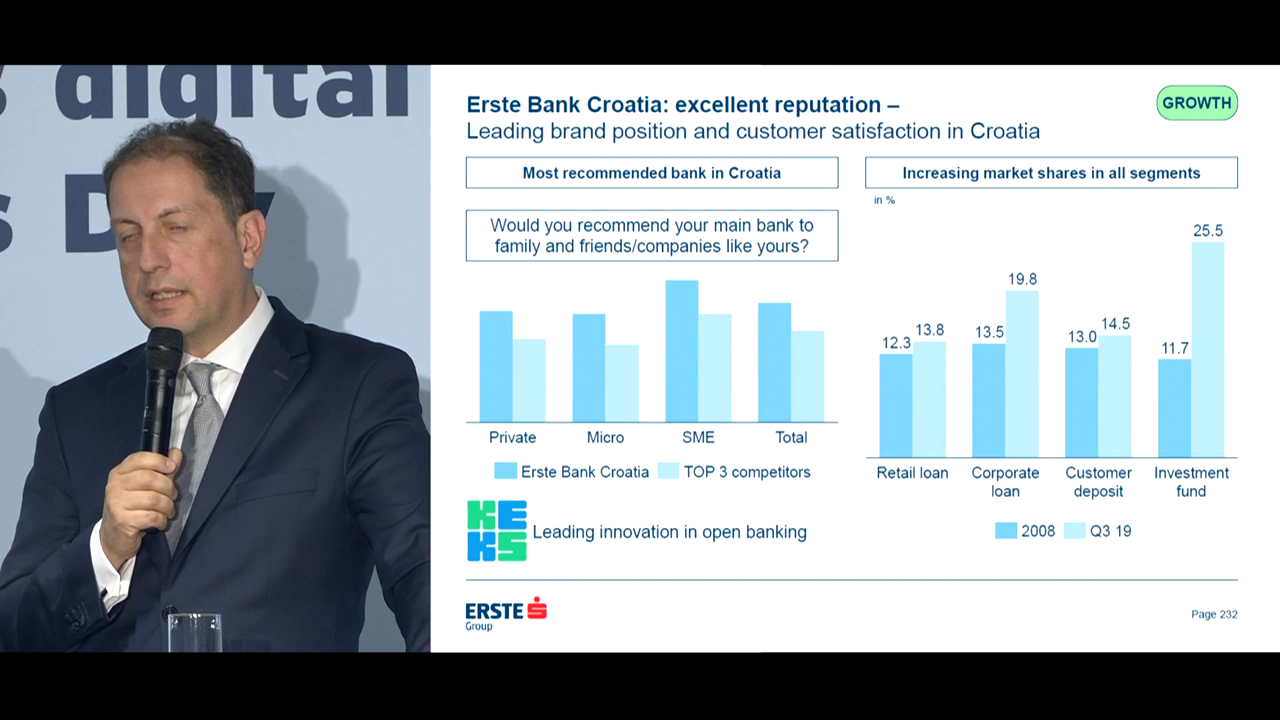 digital
s D y
Erste Bank Croatia: excellent reputation –
Leading brand position and customer satisfaction in Croatia
GROWTH
Most recommended bank in Croatia
Would you recommend your main bank to
family and friends/companies like yours?
Private Micro SME Total
Erste Bank Croatia TOP 3 competitors
KE
KS
Leading innovation in open banking
Increasing market shares in all segments
in %
12.3 13.8 13.5 19.8 13.0 14.5 11.7 25.5
Retail loan Corporate Customer Investment
loan deposit fund
2008 Q3 19
ERSTE
Group
Page 232